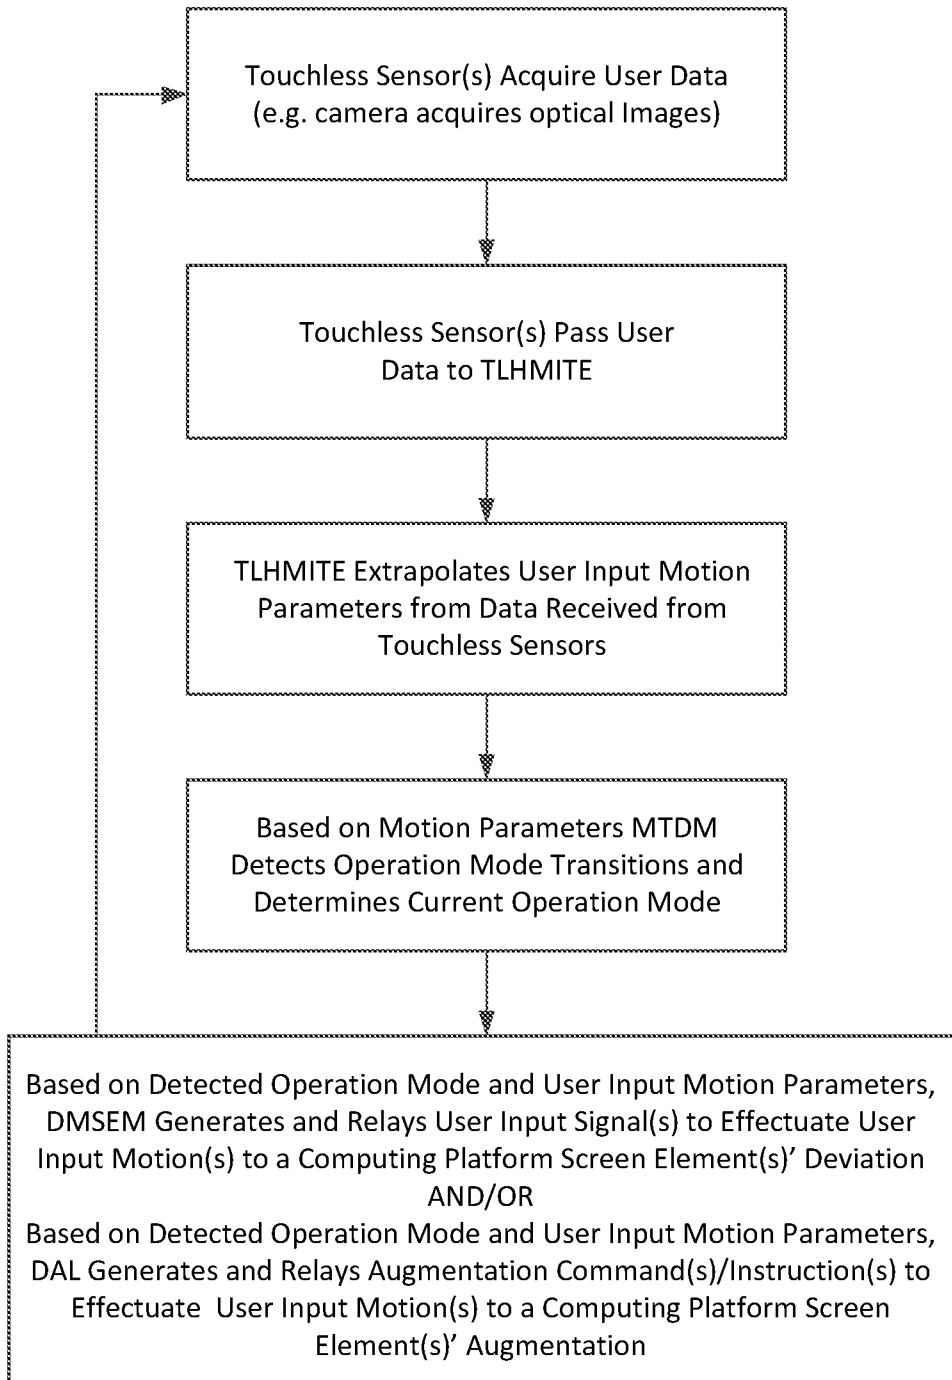 Touchless Sensor(s) Acquire User Data
(e.g. camera acquires optical Images)
Touchless Sensor(s) Pass User
Data to TLHMITE
TLHMITE Extrapolates User Input Motion
Parameters from Data Received from
Touchless Sensors
Based on Motion Parameters MTDM
Detects Operation Mode Transitions and
Determines Current Operation Mode
Based on Detected Operation Mode and User Input Motion Parameters,
DMSEM Generates and Relays User Input Signal(s) to Effectuate User
Input Motion(s) to a Computing Platform Screen Element(s)’ Deviation
AND/OR
Based on Detected Operation Mode and User Input Motion Parameters,
DAL Generates and Relays Augmentation Command(s)/Instruction(s) to
Effectuate User Input Motion(s) to a Computing Platform Screen
Element(s)’ Augmentation